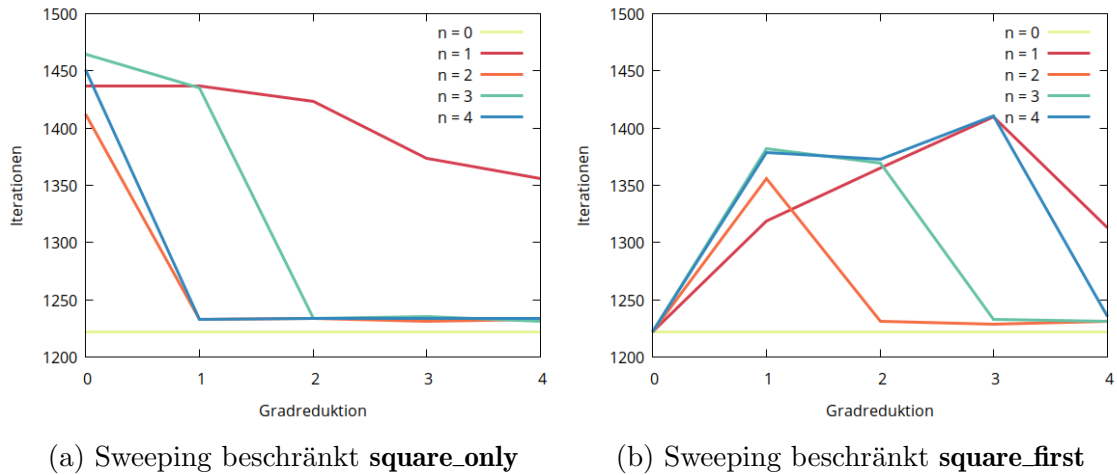 1500
1450
1400
1350
1300
1250
1200
Iterationen
0 1 2 3 4
Gradreduktion
n = 0
n = 1
n = 2
n = 3
n = 4
(a) Sweeping beschränkt square_only
1500
1450
1400
1350
1300
1250
1200
Iterationen
0 1 2 3 4
Gradreduktion
n = 0
n = 1
n = 2
n = 3
n = 4
(b) Sweeping beschränkt square_first